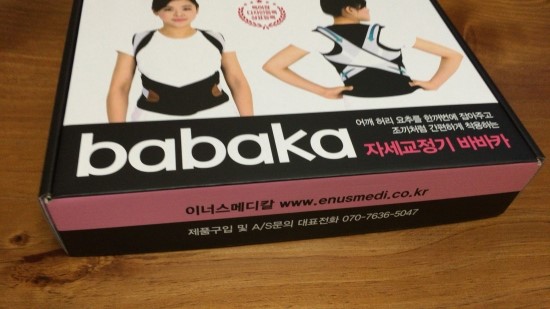 어깨 허리 요추를 한꺼번에 잡아주고
조끼처럼 간편하게 착용하는
babaka
자세교정기 바바카
이너스메디칼 www.enusmedi.co.kr
제품구입 및 A/S문의 대표전화 070-7636-5047